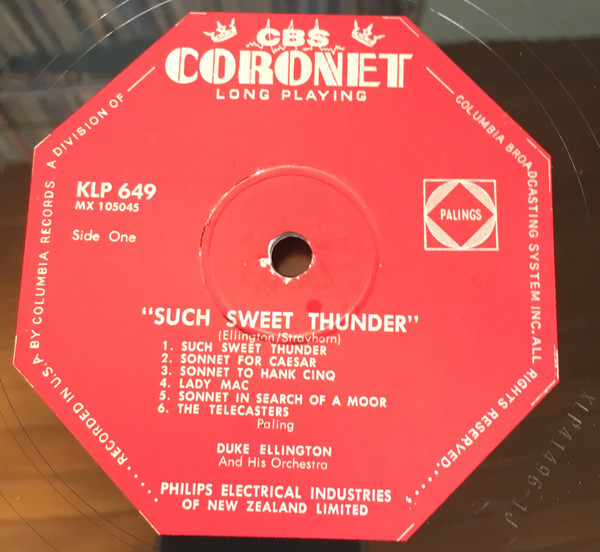 CBS
CORONET
LONG PLAYING
RECORDED IN U.S.A BY COLUMBIA RECORDS. A DIVISION OF
COLUMBIA BROADCASTING SYSTEM INC. ALL RIGHTS RESERVED.
KLP 649
MX 105045
Side One
PALINGS
"SUCH SWEET THUNDER"
(Ellington/Strayhorn)
1. SUCH SWEET THUNDER
2. SONNET FOR CAESAR
3. SONNET TO HANK CINQ
4. LADY MAC
5. SONNET IN SEARCH OF A MOOR
6. THE TELECASTERS
Paling
DUKE ELLINGTON
And His Orchestra
PHILIPS ELECTRICAL INDUSTRIES
OF NEW ZEALAND LIMITED
XLP41496-1J